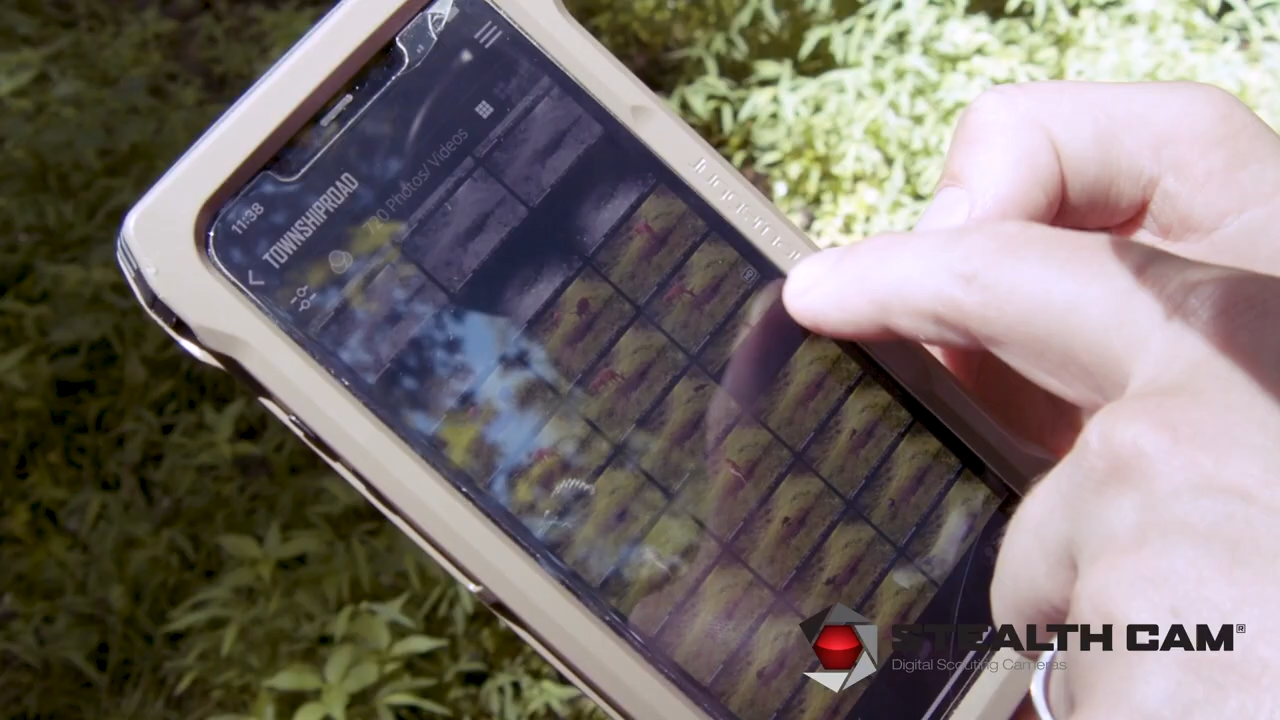 11:38
TOWNSHIPROAD
Photos/ Videos
STEALTH CAM®
Digital Scouting Cameras